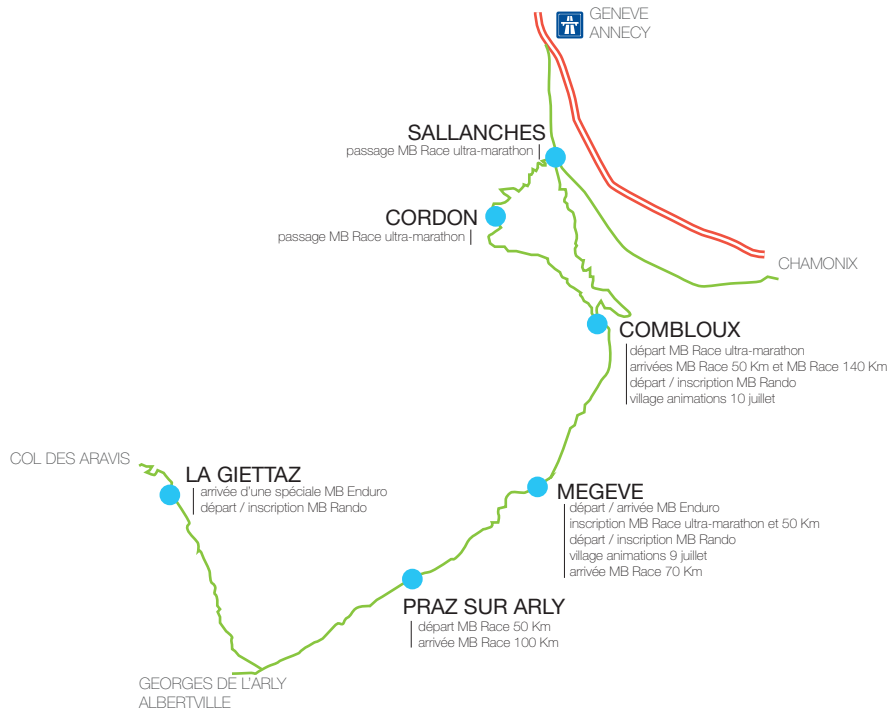 GENEVE
ANNECY
SALLANCHES
passage MB Race ultra-marathon
CORDON
passage MB Race ultra-marathon
CHAMONIX
COMBLOUX
départ MB Race ultra-marathon
arrivées MB Race 50 Km et MB Race 140 Km
départ / inscription MB Rando
village animations 10 juillet
COL DES ARAVIS
LA GIETTAZ
arrivée d'une spéciale MB Enduro
départ / inscription MB Rando
MEGEVE
départ / arrivée MB Enduro
inscription MB Race ultra-marathon et 50 Km
départ / inscription MB Rando
village animations 9 juillet
arrivée MB Race 70 Km
PRAZ SUR ARLY
départ MB Race 50 Km
arrivée MB Race 100 Km
GEORGES DE L'ARLY
ALBERTVILLE